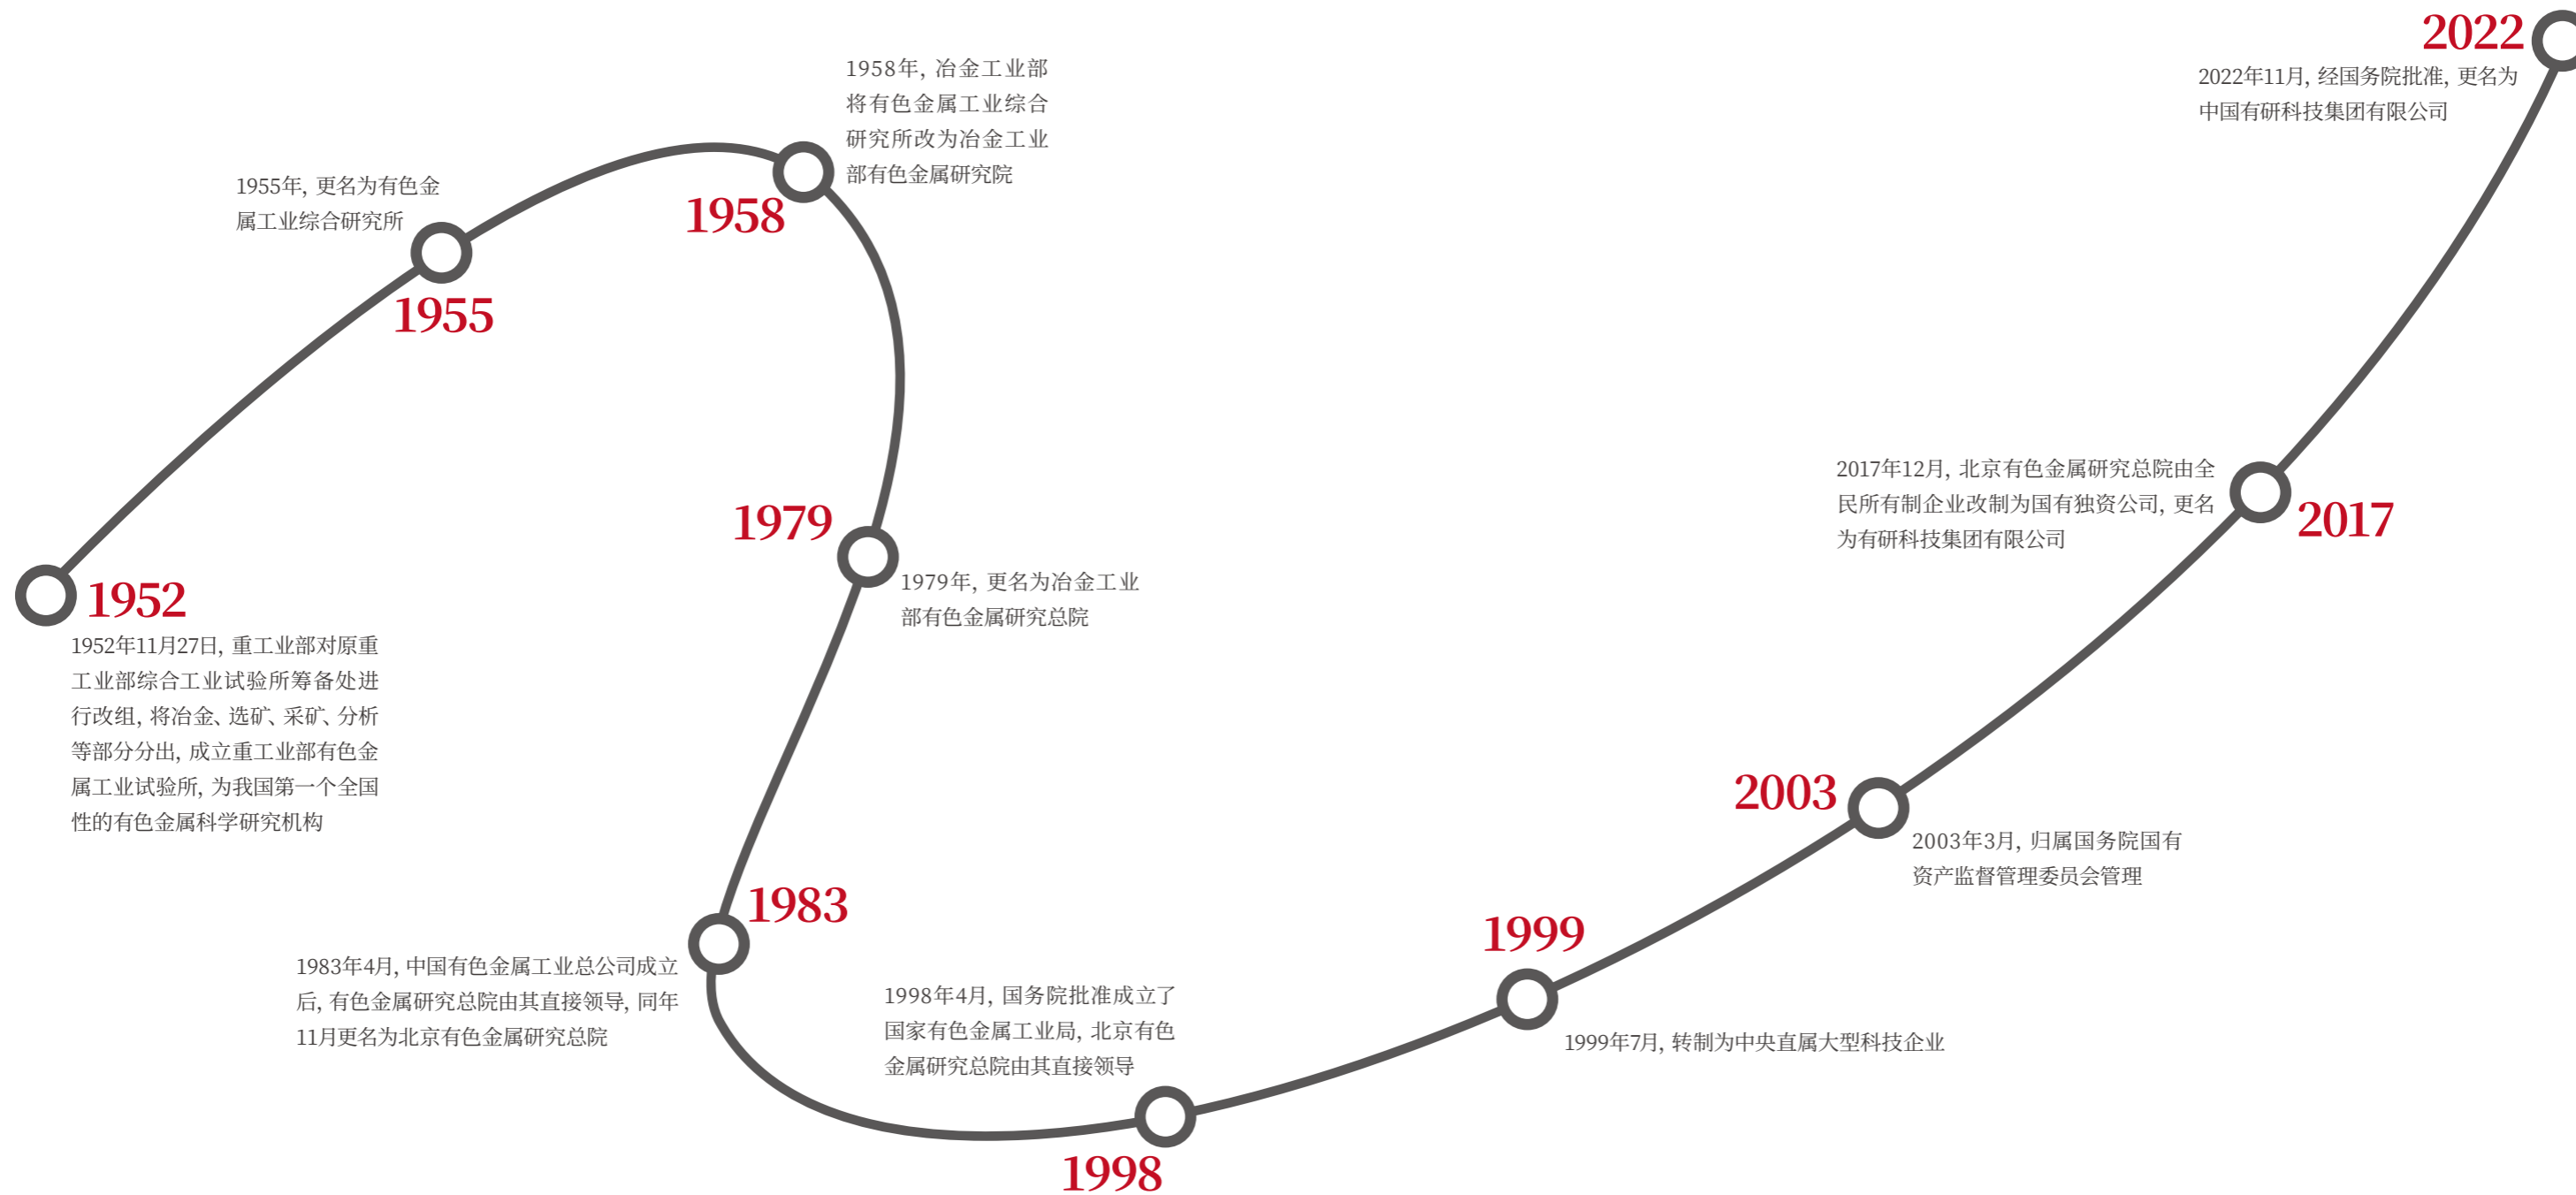 1952
1952年11月27日, 重工业部对原重
工业部综合工业试验所筹备处进
行改组, 将冶金、选矿、采矿、分析
等部分分出, 成立重工业部有色金
属工业试验所, 为我国第一个全国
性的有色金属科学研究机构
1955年, 更名为有色金
属工业综合研究所
1955
1958年, 冶金工业部
将有色金属工业综合
研究所改为冶金工业
部有色金属研究院
1958
1979
1979年, 更名为冶金工业
部有色金属研究总院
1983
1983年4月, 中国有色金属工业总公司成立
后, 有色金属研究总院由其直接领导, 同年
11月更名为北京有色金属研究总院
1998年4月, 国务院批准成立了
国家有色金属工业局, 北京有色
金属研究总院由其直接领导
1998
1999
1999年7月, 转制为中央直属大型科技企业
2003
2003年3月, 归属国务院国有
资产监督管理委员会管理
2017年12月, 北京有色金属研究总院由全
民所有制企业改制为国有独资公司, 更名
为有研科技集团有限公司
2017
2022
2022年11月, 经国务院批准, 更名为
中国有研科技集团有限公司